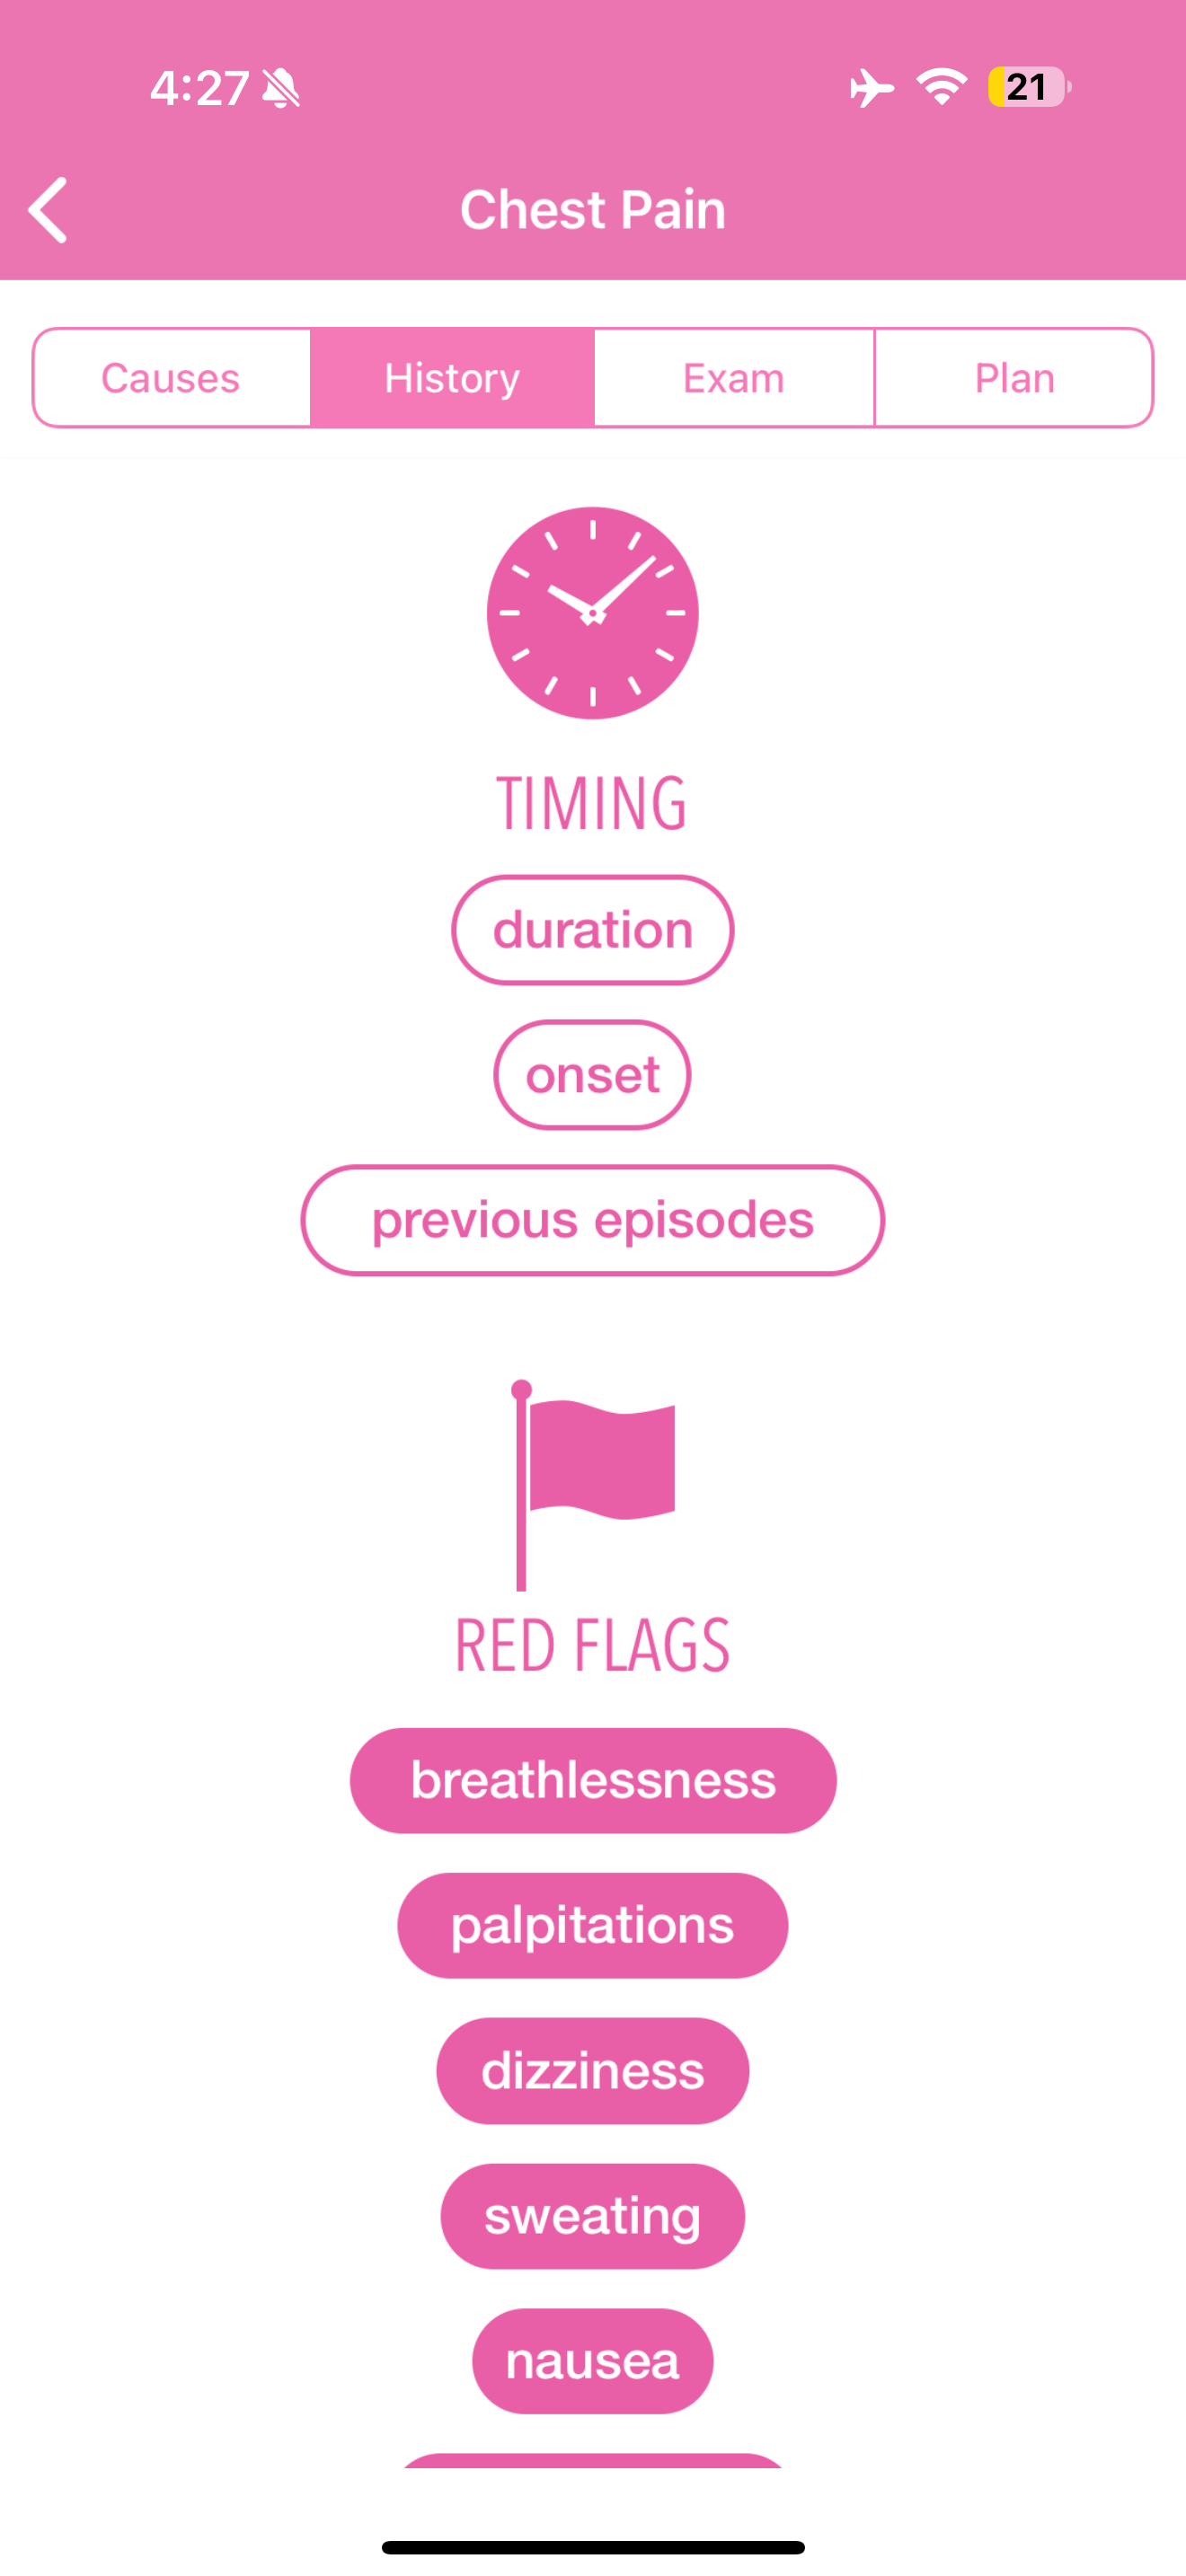 4:27
21
Chest Pain
Causes History Exam Plan
TIMING
duration
onset
previous episodes
RED FLAGS
breathlessness
palpitations
dizziness
sweating
nausea